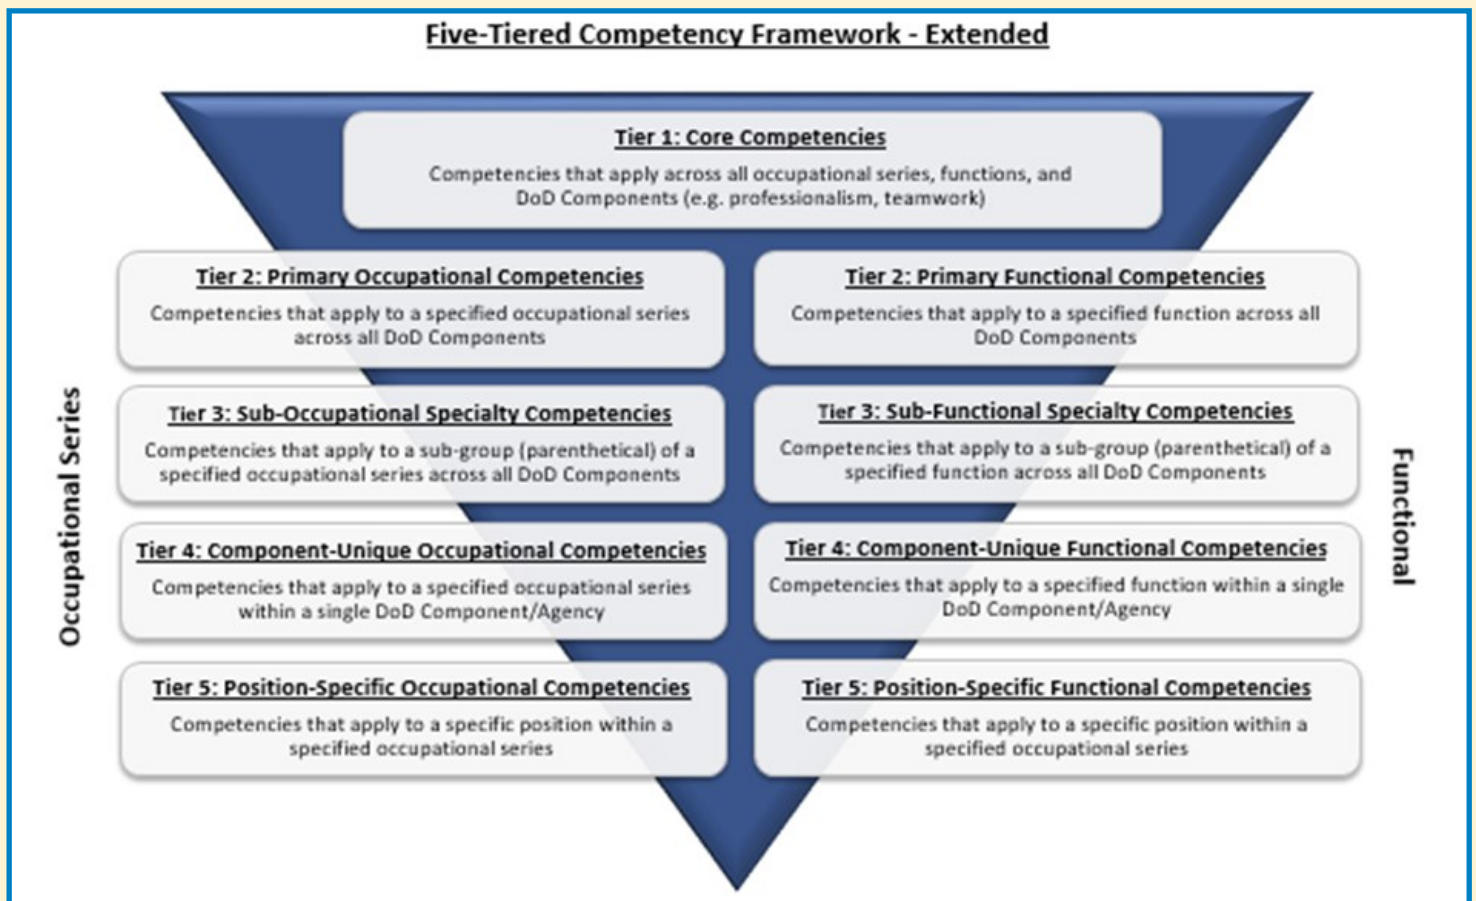 Five-Tiered Competency Framework - Extended
Tier 1: Core Competencies
Competencies that apply across all occupational series, functions, and
DoD Components (e.g. professionalism, teamwork)
Occupational Series
Tier 2: Primary Occupational Competencies
Competencies that apply to a specified occupational series
across all DoD Components
Tier 3: Sub-Occupational Specialty Competencies
Competencies that apply to a sub-group (parenthetical) of a
specified occupational series across all DoD Components
Tier 4: Component-Unique Occupational Competencies
Competencies that apply to a specified occupational series
within a single DoD Component/Agency
Tier 5: Position-Specific Occupational Competencies
Competencies that apply to a specific position within a
specified occupational series
Tier 2: Primary Functional Competencies
Competencies that apply to a specified function across all
DoD Components
Tier 3: Sub-Functional Specialty Competencies
Competencies that apply to a sub-group (parenthetical) of a
specified function across all DoD Components
Tier 4: Component-Unique Functional Competencies
Competencies that apply to a specified function within a single
DoD Component/Agency
Tier 5: Position-Specific Functional Competencies
Competencies that apply to a specific position within a
specified occupational series
Functional